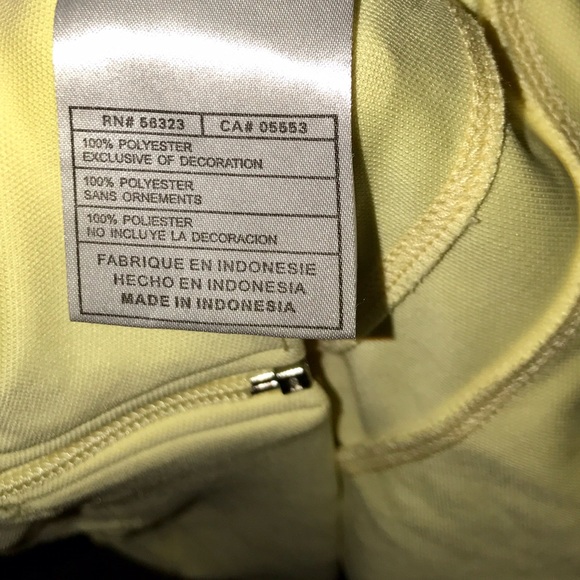 RN# 56323 CA# 05553
100% POLYESTER
EXCLUSIVE OF DECORATION
100% POLYESTER
SANS ORNEMENTS
100% POLIESTER
NO INCLUYE LA DECORACION
FABRIQUE EN INDONESIE
HECHO EN INDONESIA
MADE IN INDONESIA